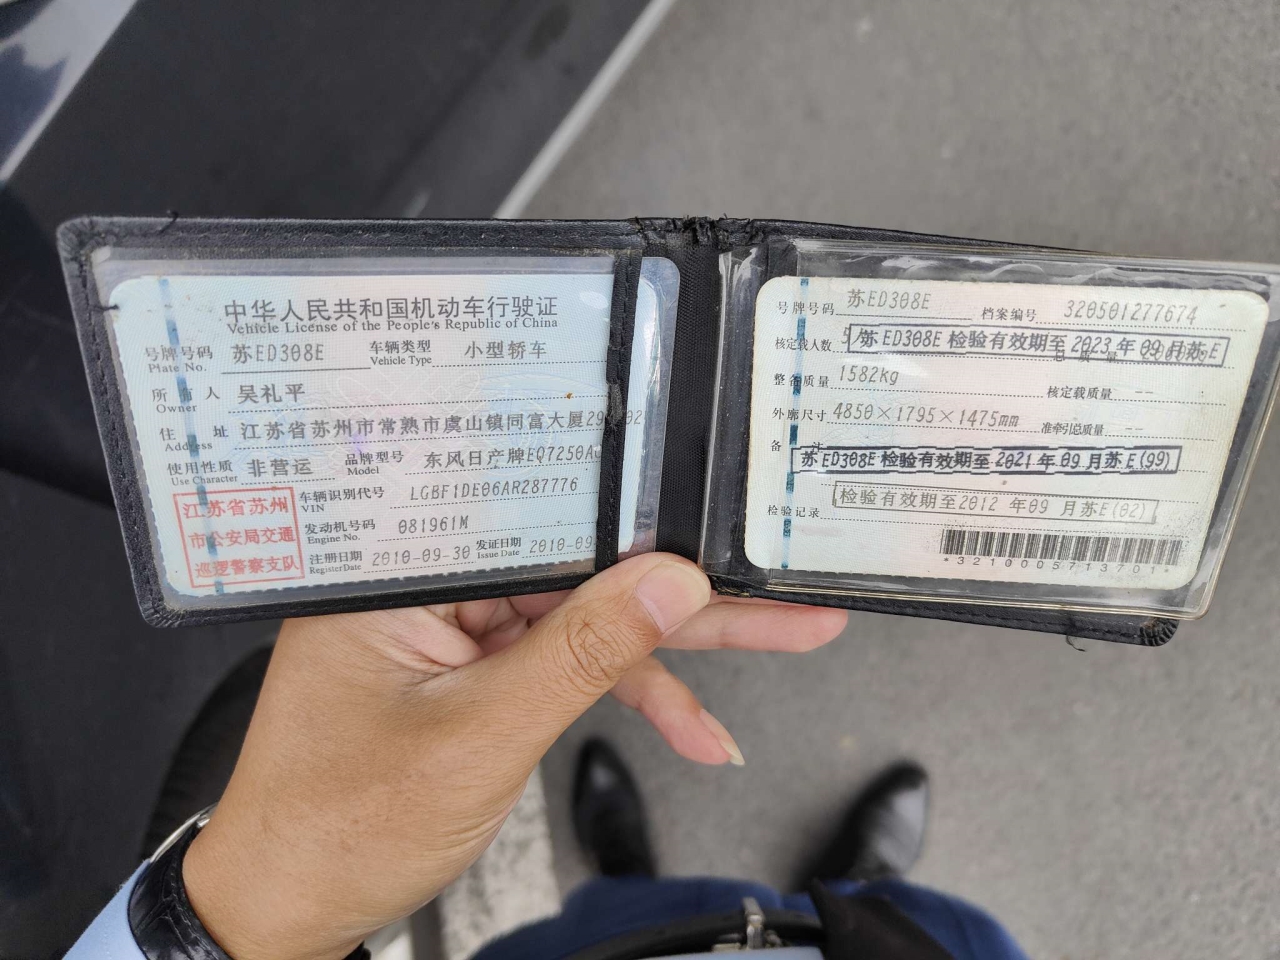 中华人民共和国机动车行驶证
Vehicle License of the People's Republic of China
号牌号码 苏ED308E 车辆类型 小型轿车
Plate No. Vehicle Type
所有人 吴礼平
Owner
住址 江苏省苏州市常熟市虞山镇同富大厦
Address
使用性质 非营运 品牌型号 东风日产牌EQ7250A
Use Character Model
江苏省苏州
市公安局交通
巡逻警察支队
车辆识别代号 LGBF1DE06AR287776
VIN
发动机号码 081961M
Engine No.
注册日期 2010-09-30 发证日期 2010-09
Register Date Issue Date
号牌号码 苏ED308E 档案编号 320501277674
核定载人数 5
苏ED308E 检验有效期至 2023 年 09 月苏E
整备质量 1582kg 核定载质量 --
外廓尺寸 4850×1795×1475mm 准牵引总质量 --
备注
苏ED308E 检验有效期至 2021 年 09 月苏E(99)
检验记录 检验有效期至2012 年09 月苏E(02)
*3210005713701*